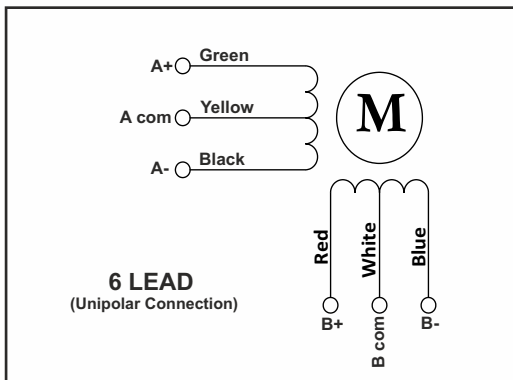 Green
A+
Yellow
A com
Black
A-
M
Red
White
Blue
6 LEAD
(Unipolar Connection)
B+
B com
B-